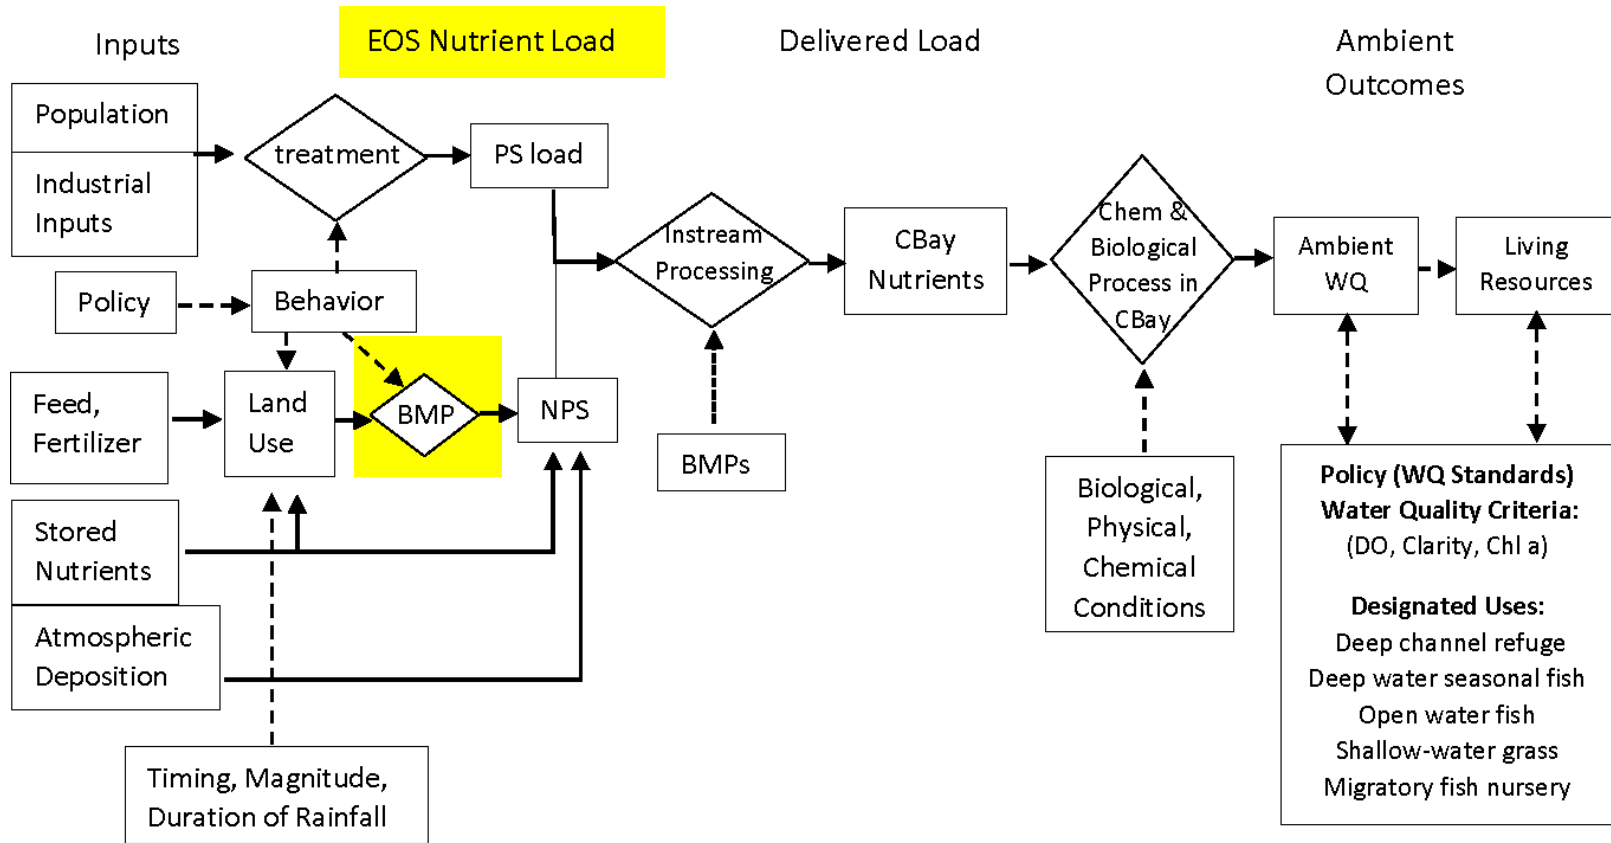 Inputs
EOS Nutrient Load
Delivered Load
Ambient
Outcomes
Population
Industrial
Inputs
treatment
PS load
Policy
Behavior
Feed,
Fertilizer
Land
Use
BMP
NPS
Stored
Nutrients
Atmospheric
Deposition
Timing, Magnitude,
Duration of Rainfall
Instream
Processing
BMPs
CBay
Nutrients
Chem &
Biological
Process in
CBay
Biological,
Physical,
Chemical
Conditions
Ambient
WQ
Living
Resources
Policy (WQ Standards)
Water Quality Criteria:
(DO, Clarity, Chl a)
Designated Uses:
Deep channel refuge
Deep water seasonal fish
Open water fish
Shallow-water grass
Migratory fish nursery